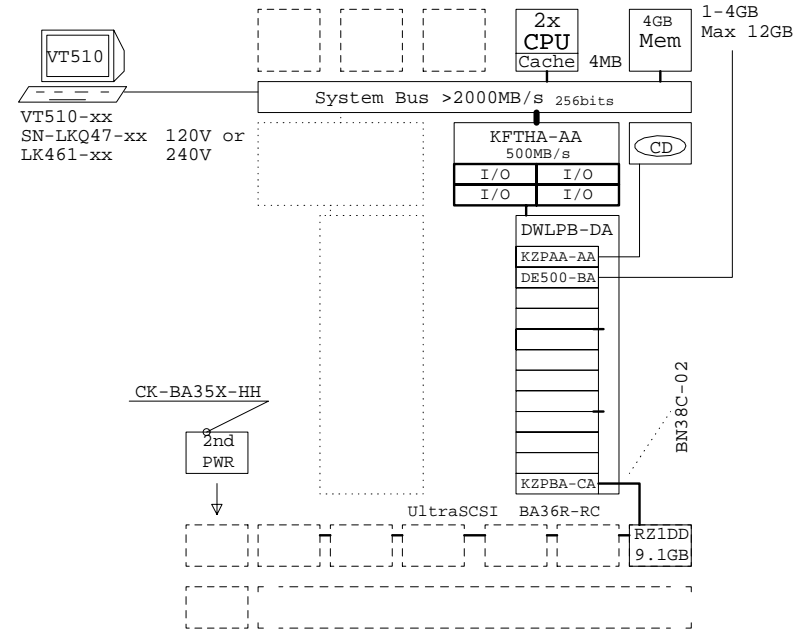 1-4GB
Max 12GB
2x
CPU
Cache 4MB
4GB
Mem
VT510
System Bus >2000MB/s 256bits
VT510-xx
SN-LKQ47-xx 120V or
LK461-xx 240V
KFTHA-AA
500MB/s
CD
I/O I/O
I/O I/O
DWLPB-DA
KZPAA-AA
DE500-BA
BN38C-02
CK-BA35X-HH
2nd
PWR
KZPBA-CA
UltraSCSI BA36R-RC
RZ1DD
9.1GB